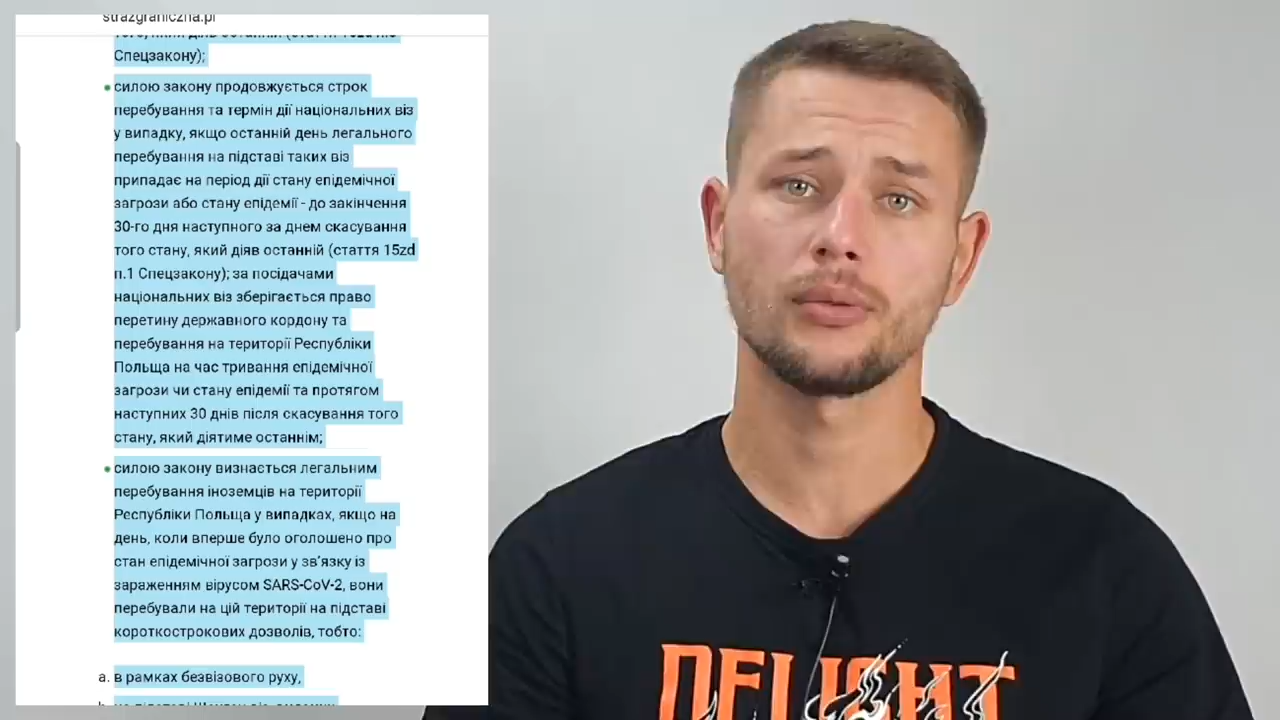 strazgraniczna.pl
Спецзакону);
силою закону продовжується строк
перебування та термін дії національних віз
у випадку, якщо останній день легального
перебування на підставі таких віз
припадає на період дії стану епідемічної
загрози або стану епідемії - до закінчення
30-го дня наступного за днем скасування
того стану, який діяв останній (стаття 15zd
п.1 Спецзакону); за посідачами
національних віз зберігається право
перетину державного кордону та
перебування на території Республіки
Польща на час тривання епідемічної
загрози чи стану епідемії та протягом
наступних 30 днів після скасування того
стану, який діятиме останнім;
силою закону визнається легальним
перебування іноземців на території
Республіки Польща у випадках, якщо на
день, коли вперше було оголошено про
стан епідемічної загрози у зв’язку із
зараженням вірусом SARS-CoV-2, вони
перебували на цій території на підставі
короткострокових дозволів, тобто:
a. в рамках безвізового руху,
DELIGHT